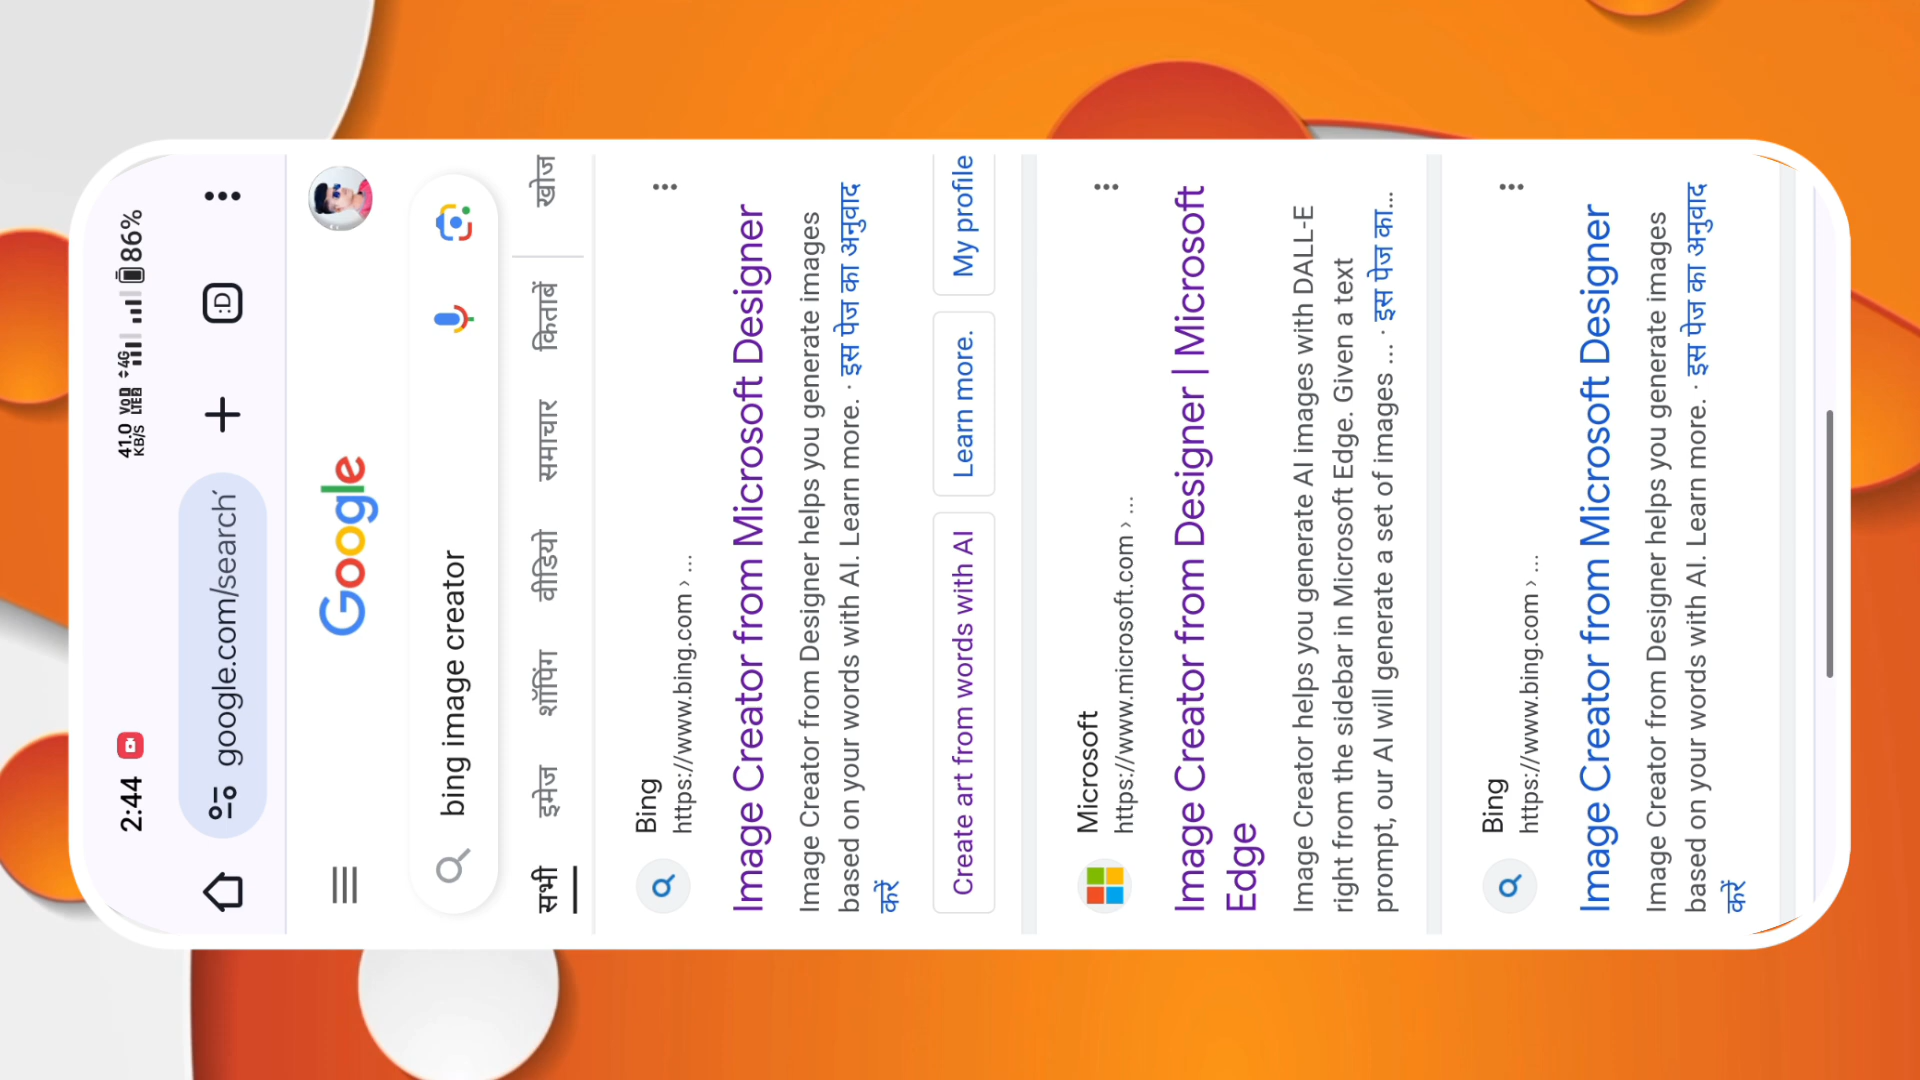 2:44 41.0 KB/S VoD LTE2 4G 86%
google.com/search :D
Google
bing image creator
सभी इमेज शॉपिंग वीडियो समाचार किताबें खोज
Bing
https://www.bing.com › ...
Image Creator from Microsoft Designer
Image Creator from Designer helps you generate images
based on your words with AI. Learn more. · इस पेज का अनुवाद
करें
Create art from words with AI Learn more. My profile
Microsoft
https://www.microsoft.com › ...
Image Creator from Designer | Microsoft
Edge
Image Creator helps you generate AI images with DALL-E
right from the sidebar in Microsoft Edge. Given a text
prompt, our AI will generate a set of images ... · इस पेज का...
Bing
https://www.bing.com › ...
Image Creator from Microsoft Designer
Image Creator from Designer helps you generate images
based on your words with AI. Learn more. · इस पेज का अनुवाद
करें